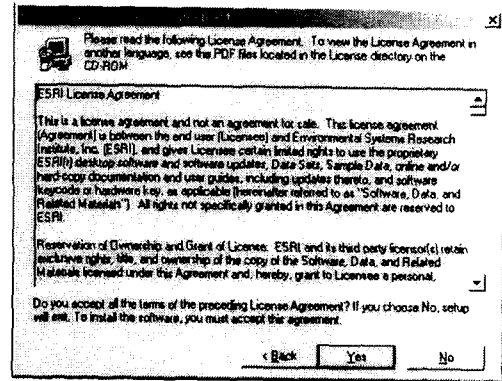 Please read the following License Agreement. To view the License Agreement in
another language, see the PDF files located in the License directory on the
CD-ROM
ESRI License Agreement
This is a license agreement and not an agreement for sale. This license agreement
(Agreement) is between the end user (Licensee) and Environmental Systems Research
Institute, Inc. (ESRI), and gives Licensee certain limited rights to use the proprietary
ESRI(r) desktop software and software updates, Data Sets, Sample Data, online and/or
hard-copy documentation and user guides, including updates thereto, and software
keycode or hardware key, as applicable (hereinafter referred to as "Software, Data, and
Related Materials"). All rights not specifically granted in this Agreement are reserved to
ESRI.
Reservation of Ownership and Grant of License: ESRI and its third party licensor(s) retain
exclusive rights, title, and ownership of the copy of the Software, Data, and Related
Materials licensed under this Agreement and, hereby, grant to Licensee a personal,
Do you accept all the terms of the preceding License Agreement? If you choose No, setup
will exit. To install the software, you must accept this agreement.
< Back Yes No